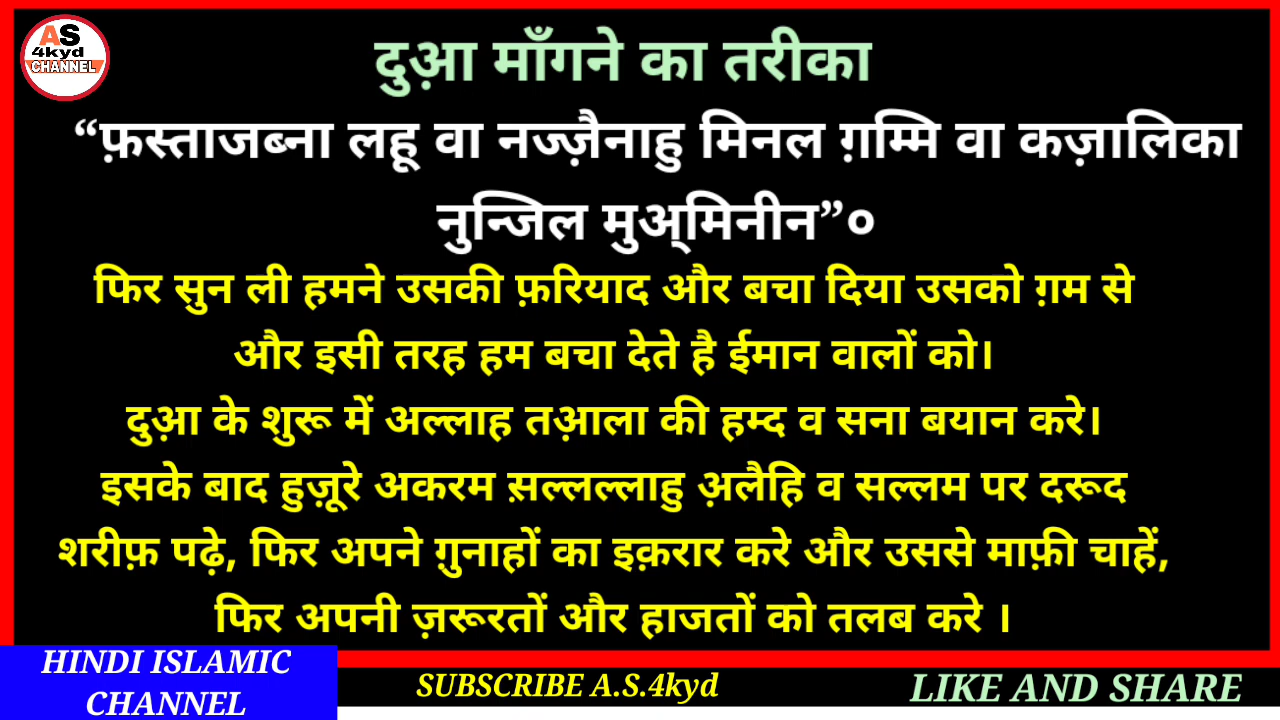 AS
4kyd
CHANNEL
दुआ़ माँगने का तरीका
“फ़स्ताजब्ना लहू वा नज्ज़ैनाहु मिनल ग़म्मि वा कज़ालिका
नुन्जिल मुअ्मिनीन”०
फिर सुन ली हमने उसकी फ़रियाद और बचा दिया उसको ग़म से
और इसी तरह हम बचा देते है ईमान वालों को।
दुआ़ के शुरू में अल्लाह तआ़ला की हम्द व सना बयान करे।
इसके बाद हुज़ूरे अकरम स़ल्लल्लाहु अ़लैहि व सल्लम पर दरूद
शरीफ़ पढ़े, फिर अपने ग़ुनाहों का इक़रार करे और उससे माफ़ी चाहें,
फिर अपनी ज़रूरतों और हाजतों को तलब करे ।
HINDI ISLAMIC
CHANNEL
SUBSCRIBE A.S.4kyd
LIKE AND SHARE